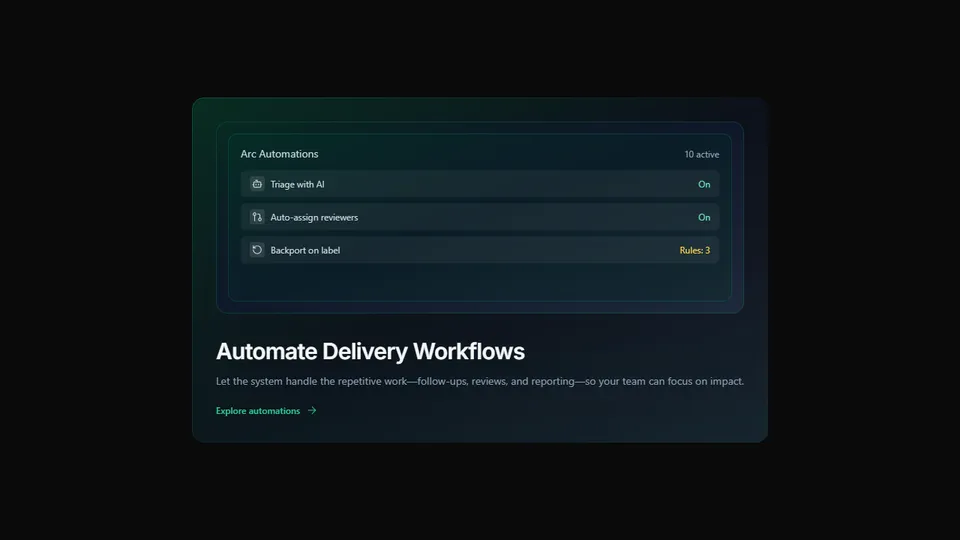 Arc Automations
10 active
Triage with AI
On
Auto-assign reviewers
On
Backport on label
Rules: 3
Automate Delivery Workflows
Let the system handle the repetitive work—follow-ups, reviews, and reporting—so your team can focus on impact.
Explore automations →